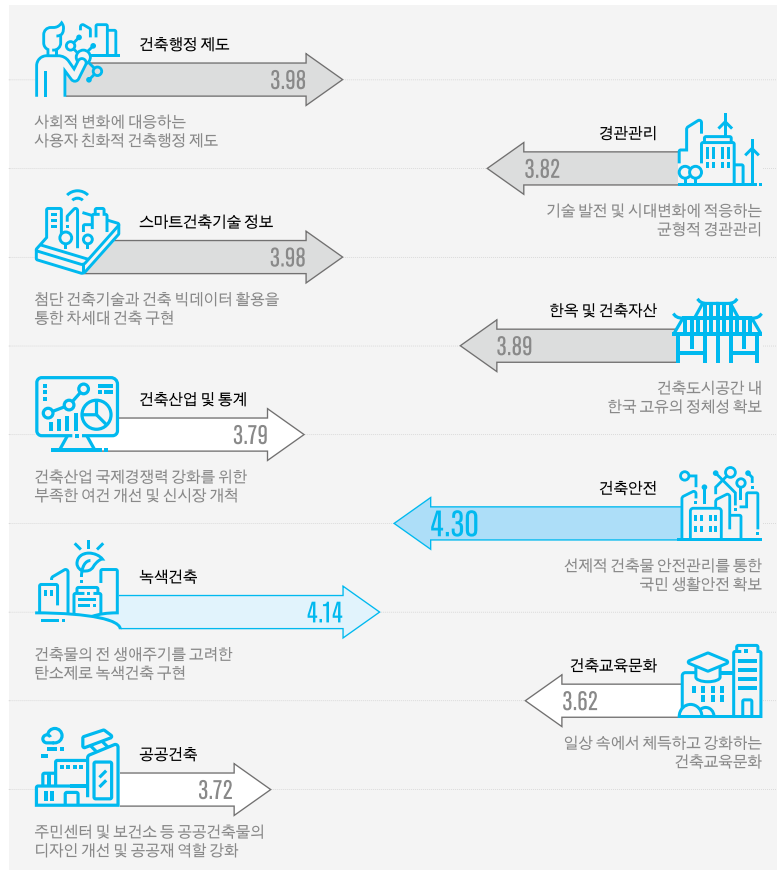 건축행정 제도
3.98
사회적 변화에 대응하는
사용자 친화적 건축행정 제도
경관관리
3.82
기술 발전 및 시대변화에 적응하는
균형적 경관관리
스마트건축기술 정보
3.98
첨단 건축기술과 건축 빅데이터 활용을
통한 차세대 건축 구현
한옥 및 건축자산
3.89
건축도시공간 내
한국 고유의 정체성 확보
건축산업 및 통계
3.79
건축산업 국제경쟁력 강화를 위한
부족한 여건 개선 및 신시장 개척
건축안전
4.30
선제적 건축물 안전관리를 통한
국민 생활안전 확보
녹색건축
4.14
건축물의 전 생애주기를 고려한
탄소제로 녹색건축 구현
건축교육문화
3.62
일상 속에서 체득하고 강화하는
건축교육문화
공공건축
3.72
주민센터 및 보건소 등 공공건축물의
디자인 개선 및 공공재 역할 강화